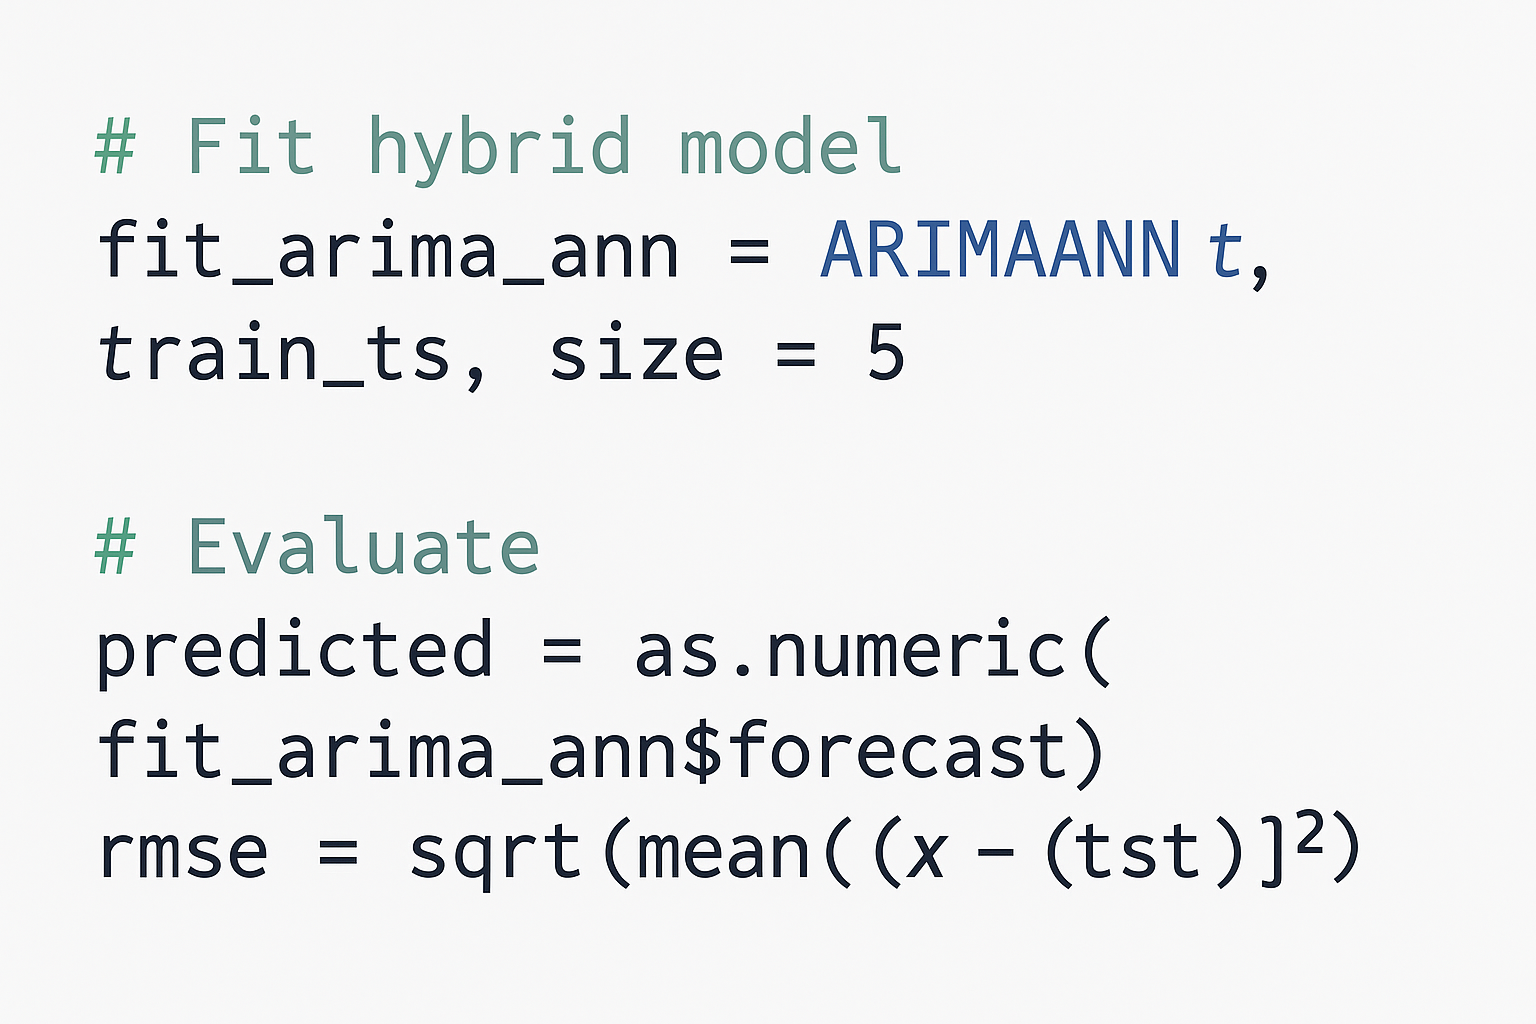 # Fit hybrid model
fit_arima_ann = ARIMAANN t,
train_ts, size = 5
# Evaluate
predicted = as.numeric(
fit_arima_ann$forecast)
rmse = sqrt(mean((x − (tst)]²)